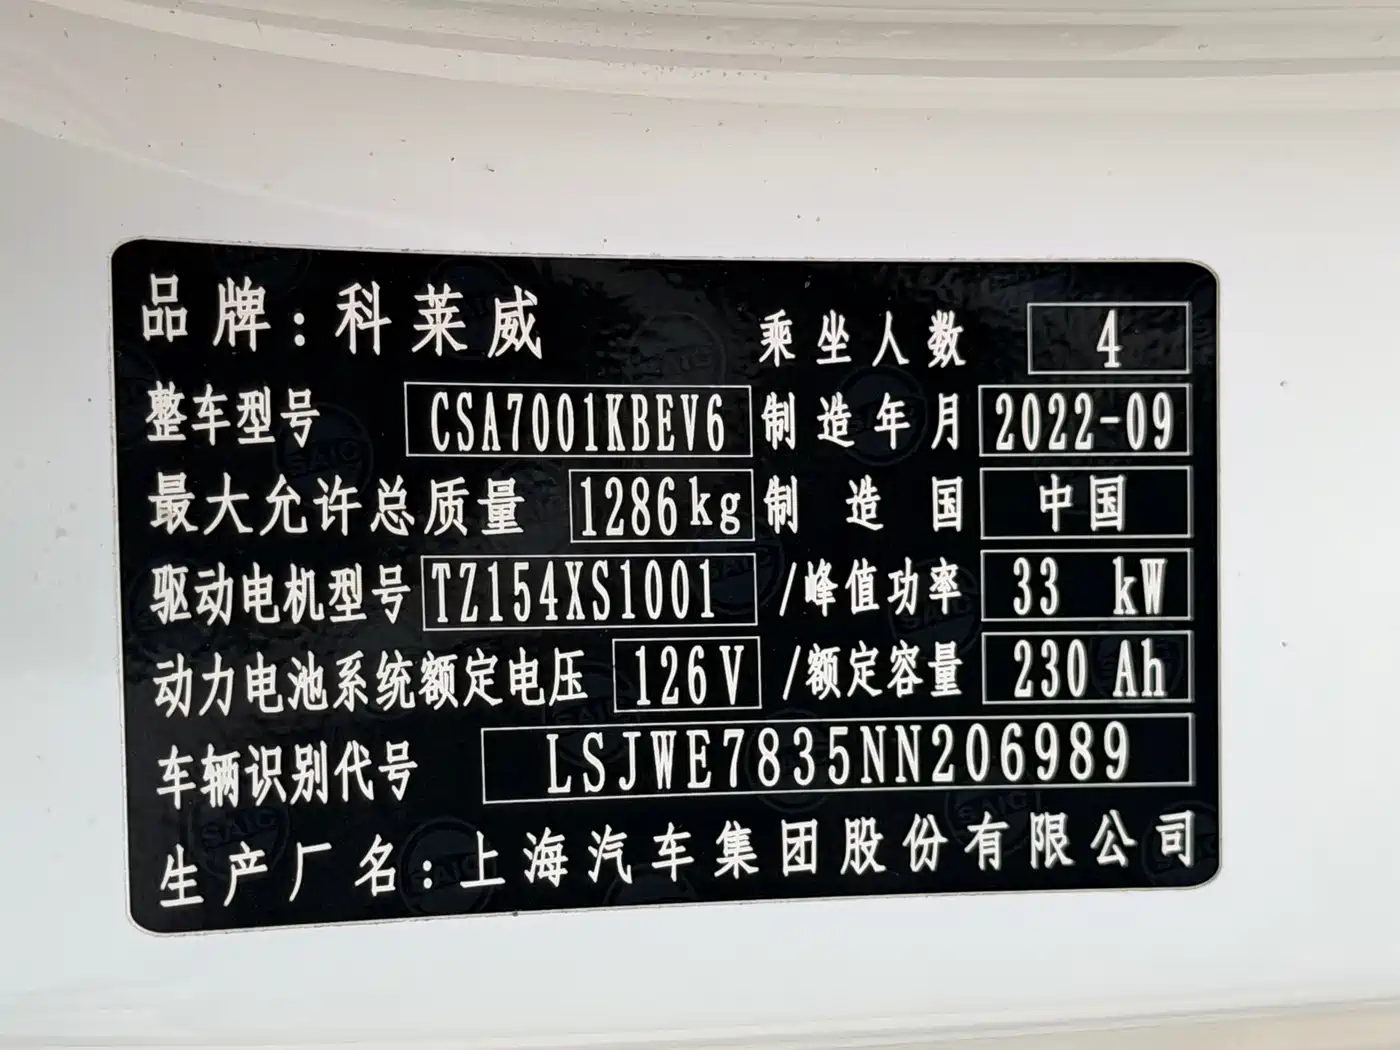 品牌：科莱威 乘坐人数 4
整车型号 CSA7001KBEV6 制造年月 2022-09
最大允许总质量 1286kg 制造国 中国
驱动电机型号 TZ154XS1001 /峰值功率 33 kW
动力电池系统额定电压 126V /额定容量 230 Ah
车辆识别代号 LSJWE7835NN206989
生产厂名：上海汽车集团股份有限公司
SAIC